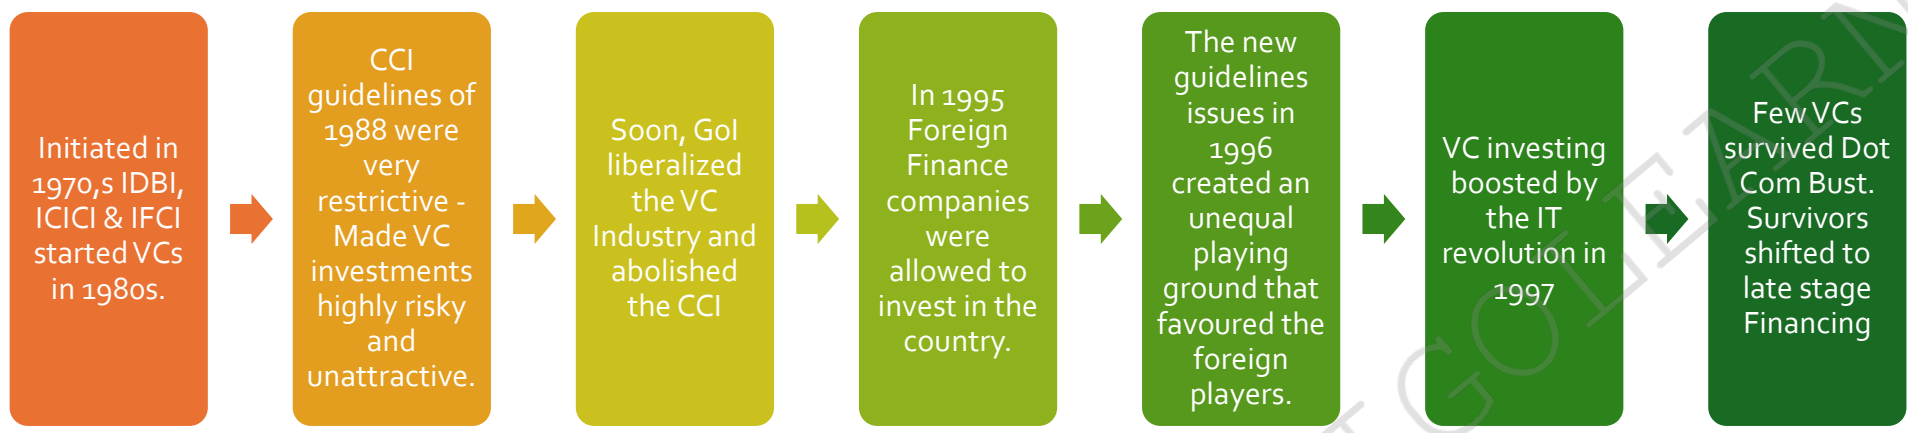 Initiated in
1970,s IDBI,
ICICI & IFCI
started VCs
in 1980s.
CCI
guidelines of
1988 were
very
restrictive -
Made VC
investments
highly risky
and
unattractive.
Soon, GoI
liberalized
the VC
Industry and
abolished
the CCI
In 1995
Foreign
Finance
companies
were
allowed to
invest in the
country.
The new
guidelines
issues in
1996
created an
unequal
playing
ground that
favoured the
foreign
players.
VC investing
boosted by
the IT
revolution in
1997
Few VCs
survived Dot
Com Bust.
Survivors
shifted to
late stage
Financing